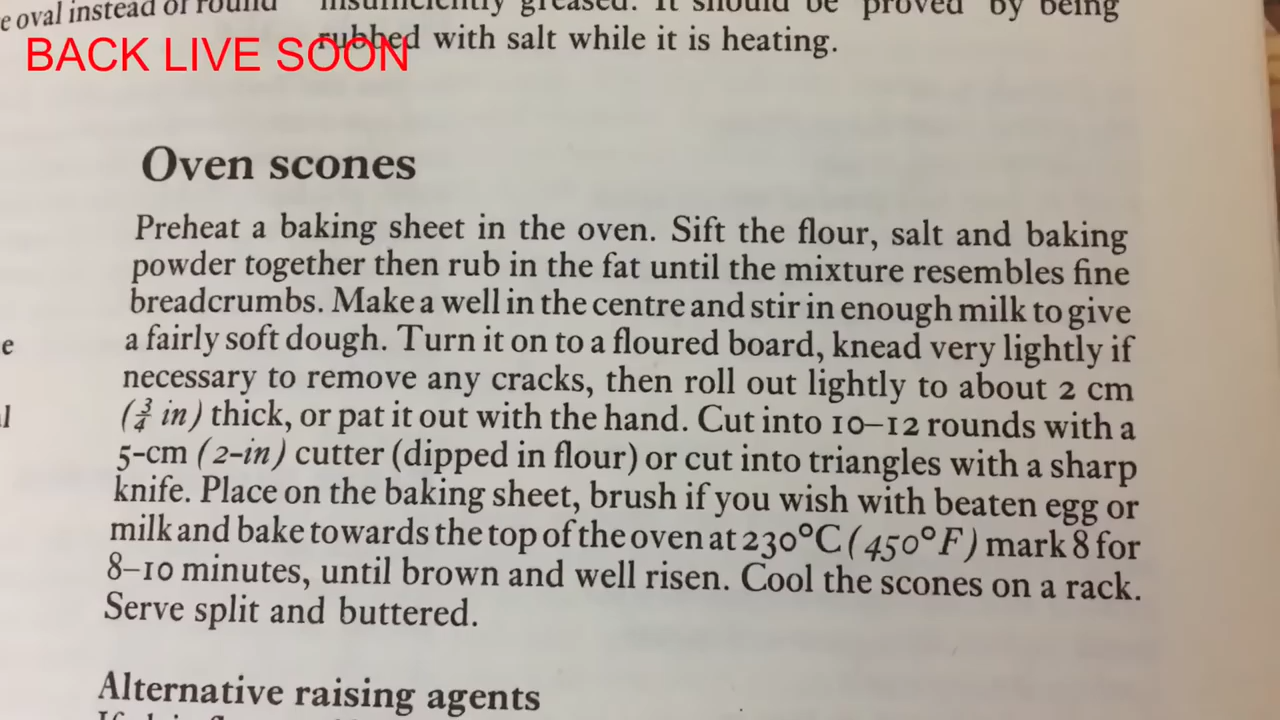 e oval instead of round
insufficiently greased. It should be proved by being
rubbed with salt while it is heating.
BACK LIVE SOON
Oven scones
Preheat a baking sheet in the oven. Sift the flour, salt and baking
powder together then rub in the fat until the mixture resembles fine
breadcrumbs. Make a well in the centre and stir in enough milk to give
a fairly soft dough. Turn it on to a floured board, knead very lightly if
necessary to remove any cracks, then roll out lightly to about 2 cm
(¾ in) thick, or pat it out with the hand. Cut into 10–12 rounds with a
5-cm (2-in) cutter (dipped in flour) or cut into triangles with a sharp
knife. Place on the baking sheet, brush if you wish with beaten egg or
milk and bake towards the top of the oven at 230°C (450°F) mark 8 for
8–10 minutes, until brown and well risen. Cool the scones on a rack.
Serve split and buttered.
e
l
Alternative raising agents